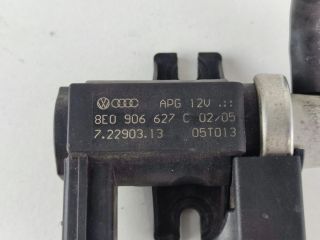 APG 12V .::
8E0 906 627 C 02/05
7.22903.13 05T013